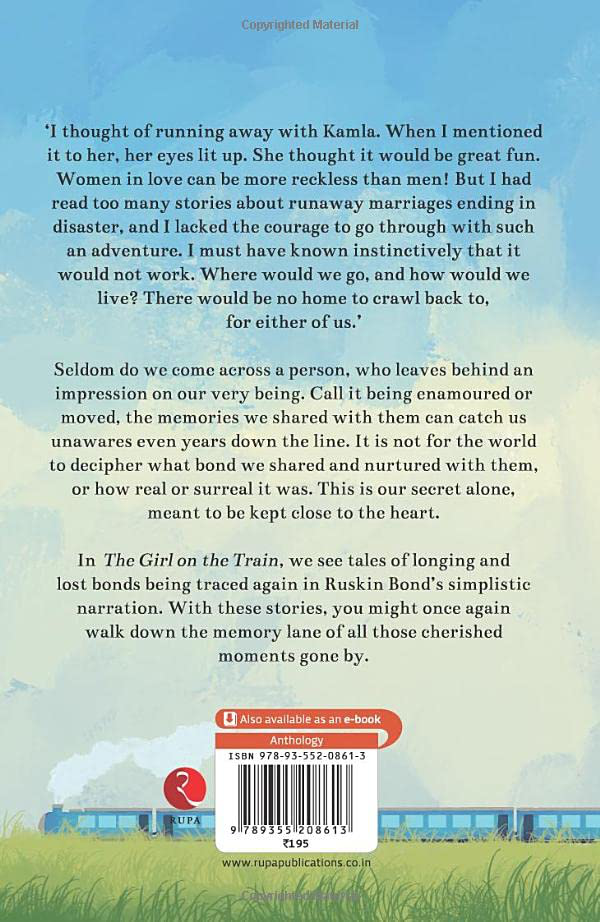 Copyrighted Material
‘I thought of running away with Kamla. When I mentioned
it to her, her eyes lit up. She thought it would be great fun.
Women in love can be more reckless than men! But I had
read too many stories about runaway marriages ending in
disaster, and I lacked the courage to go through with such
an adventure. I must have known instinctively that it
would not work. Where would we go, and how would we
live? There would be no home to crawl back to,
for either of us.’
Seldom do we come across a person, who leaves behind an
impression on our very being. Call it being enamoured or
moved, the memories we shared with them can catch us
unawares even years down the line. It is not for the world
to decipher what bond we shared and nurtured with them,
or how real or surreal it was. This is our secret alone,
meant to be kept close to the heart.
In The Girl on the Train, we see tales of longing and
lost bonds being traced again in Ruskin Bond’s simplistic
narration. With these stories, you might once again
walk down the memory lane of all those cherished
moments gone by.
Also available as an e-book
Anthology
ISBN 978-93-552-0861-3
9 789355 208613
₹195
RUPA
www.rupapublications.co.in
Copyrighted Material